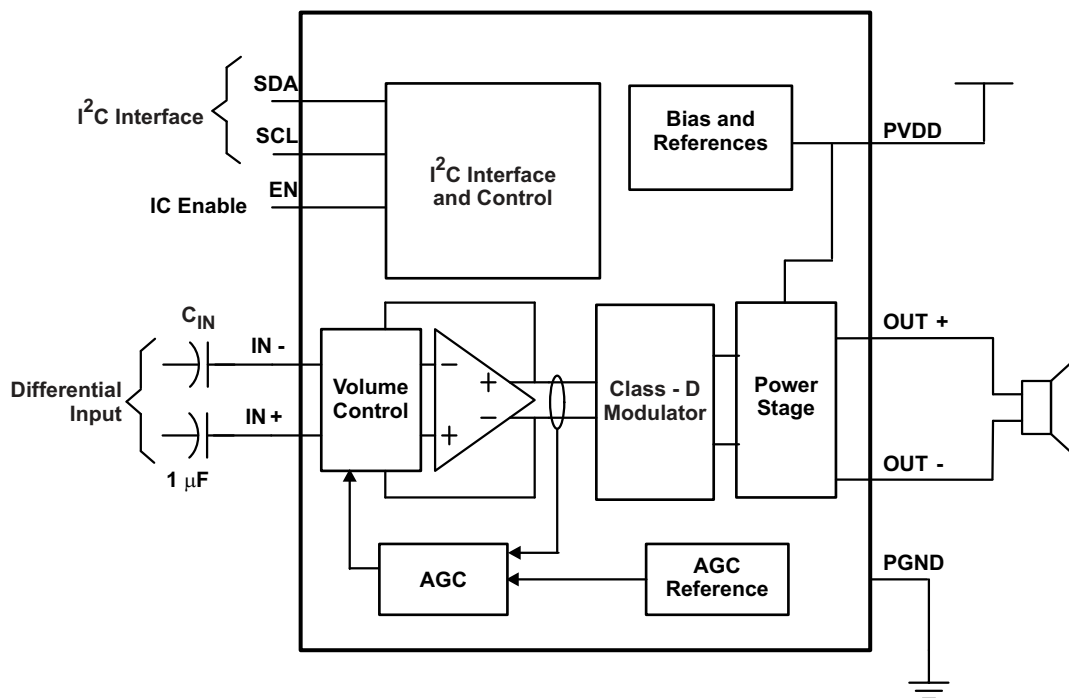 SDA
I²C Interface
SCL
EN
IC Enable
I²C Interface
and Control
Bias and
References
PVDD
C_IN
IN -
Differential
Input
IN +
1 μF
Volume
Control
−
+
+
−
Class - D
Modulator
Power
Stage
OUT +
OUT -
AGC
AGC
Reference
PGND